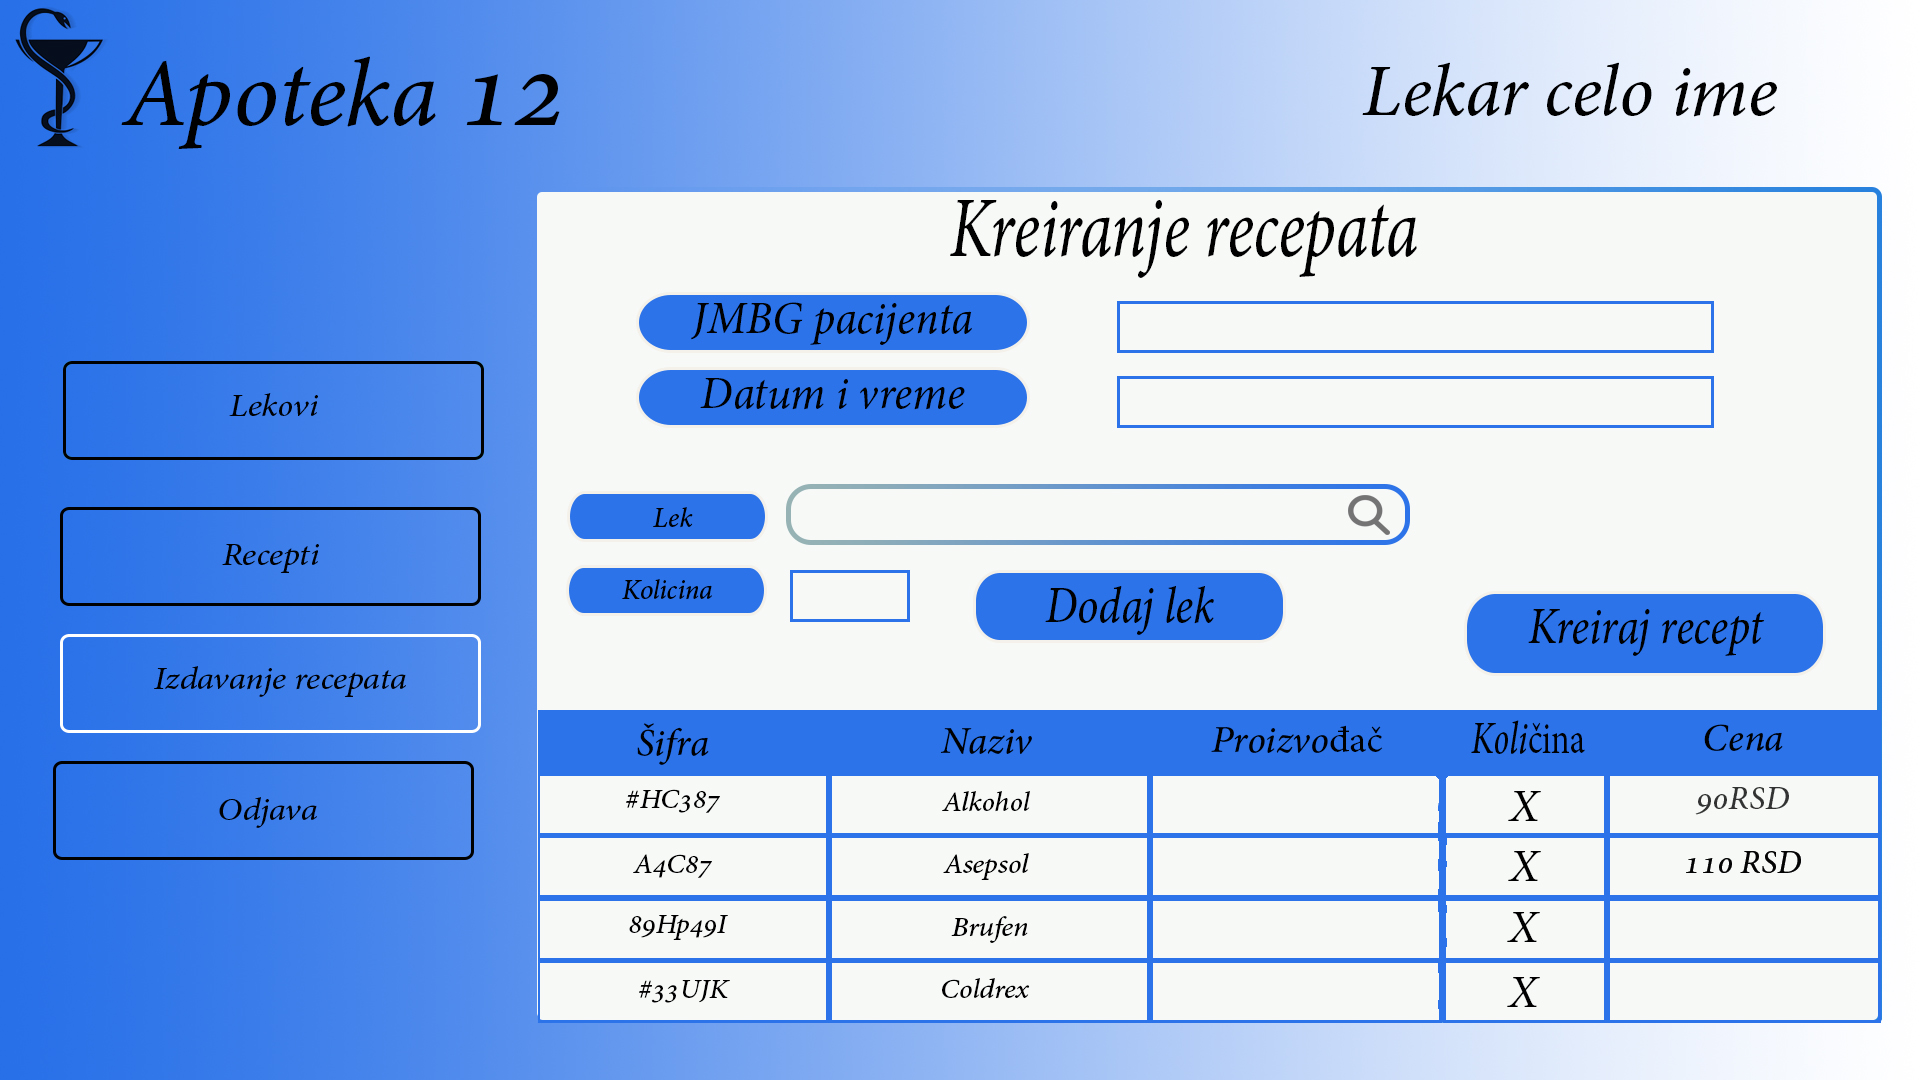 Apoteka 12
Lekar celo ime
Lekovi
Recepti
Izdavanje recepata
Odjava
Kreiranje recepata
JMBG pacijenta
Datum i vreme
Lek
Kolicina
Dodaj lek
Kreiraj recept
Šifra Naziv Proizvođač Količina Cena
#HC387 Alkohol X 90RSD
A4C87 Asepsol X 110 RSD
89Hp49I Brufen X
#33UJK Coldrex X